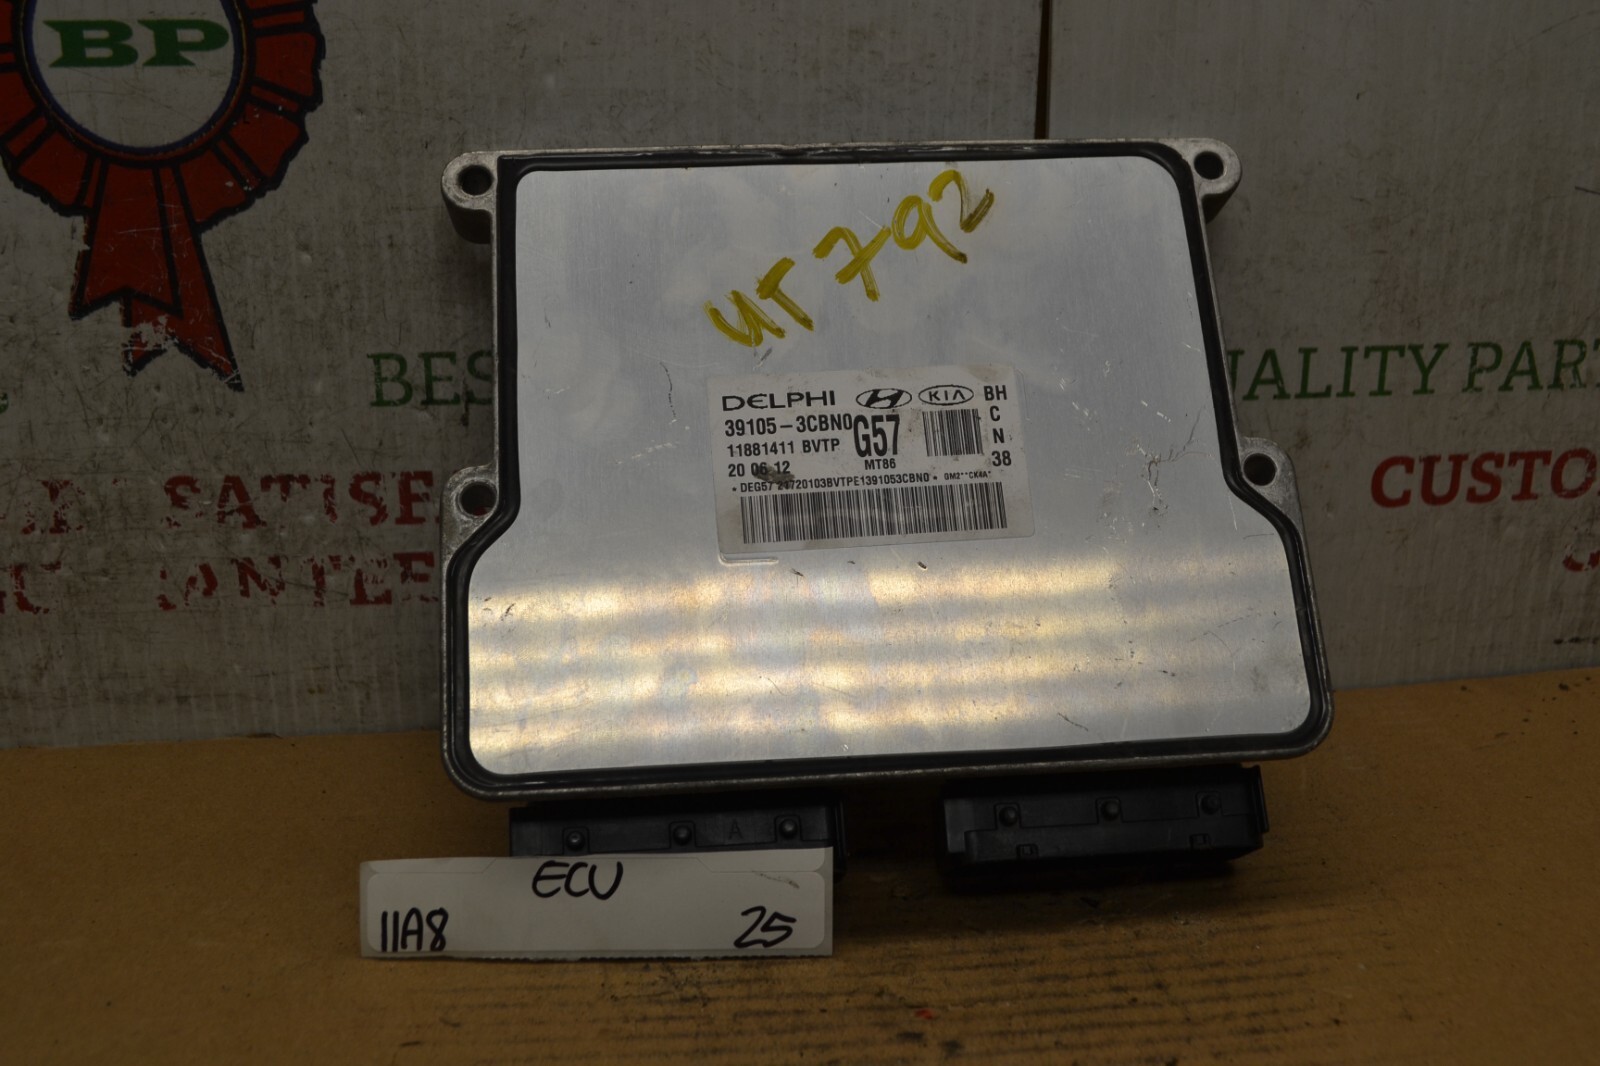 BP
UT792
BES
UALITY PART
DELPHI KIA BH
39105-3CBN0 G57 C
11881411 BVTP N
20 06 12 MT86 38
SATISF
CUSTO
ECU
11A8 25
A